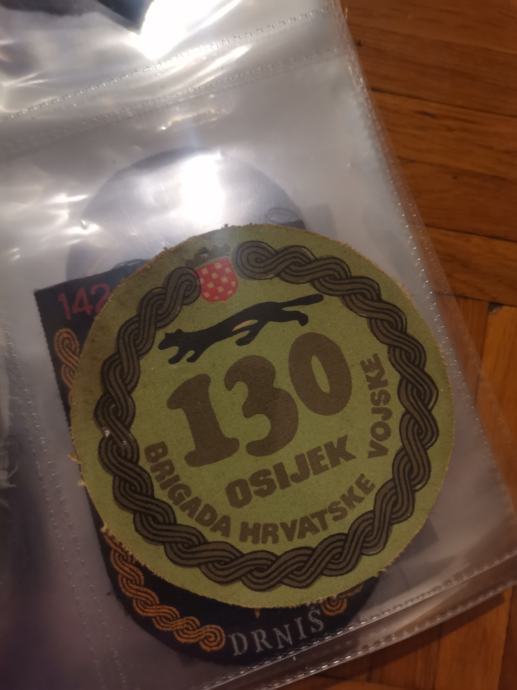 142
130
OSIJEK
BRIGADA HRVATSKE VOJSKE
DRNIŠ